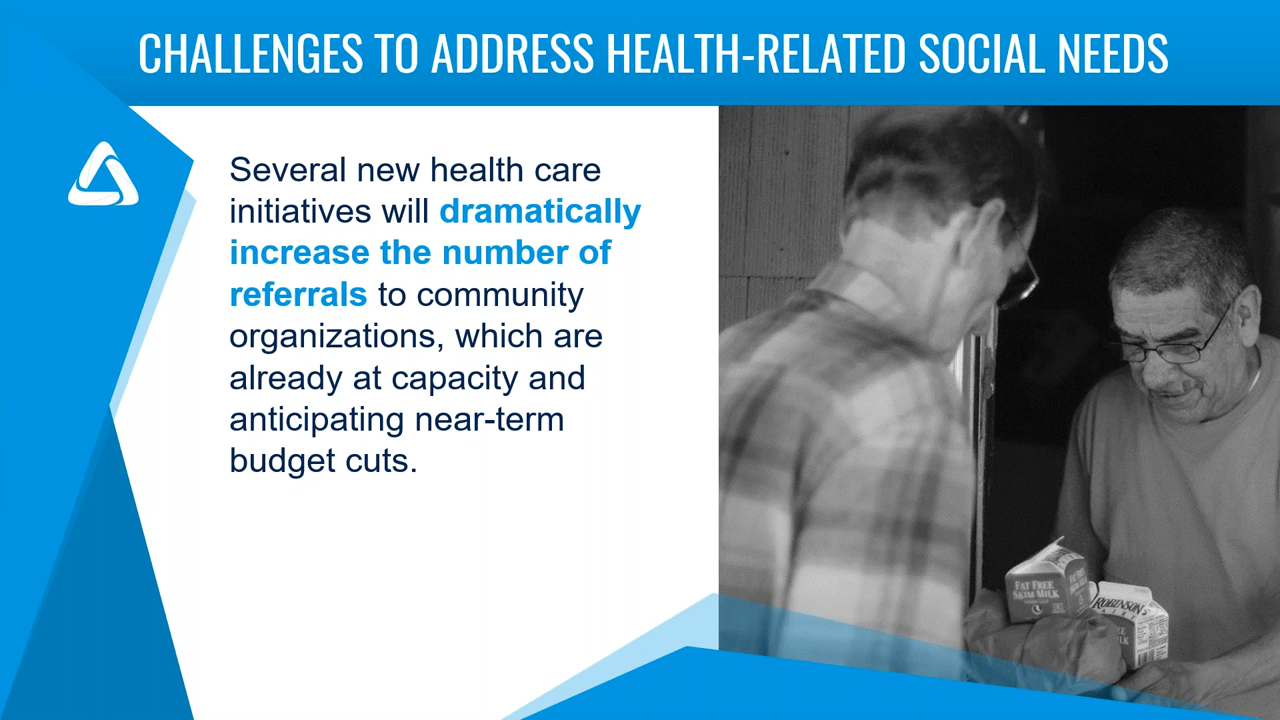 CHALLENGES TO ADDRESS HEALTH-RELATED SOCIAL NEEDS
Several new health care
initiatives will dramatically
increase the number of
referrals to community
organizations, which are
already at capacity and
anticipating near-term
budget cuts.
FAT FREE
SKIM MILK
ROBINSON